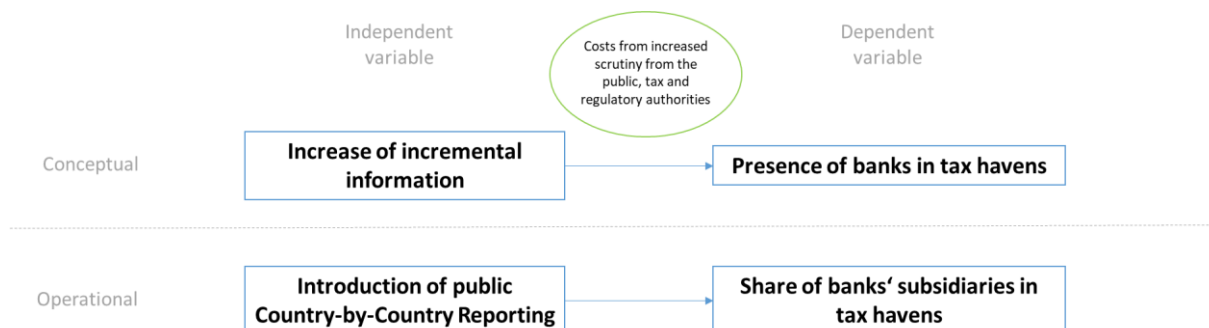 Independent
variable
Costs from increased
scrutiny from the
public, tax and
regulatory authorities
Dependent
variable
Conceptual
Increase of incremental
information
Presence of banks in tax havens
Operational
Introduction of public
Country-by-Country Reporting
Share of banks‘ subsidiaries in
tax havens